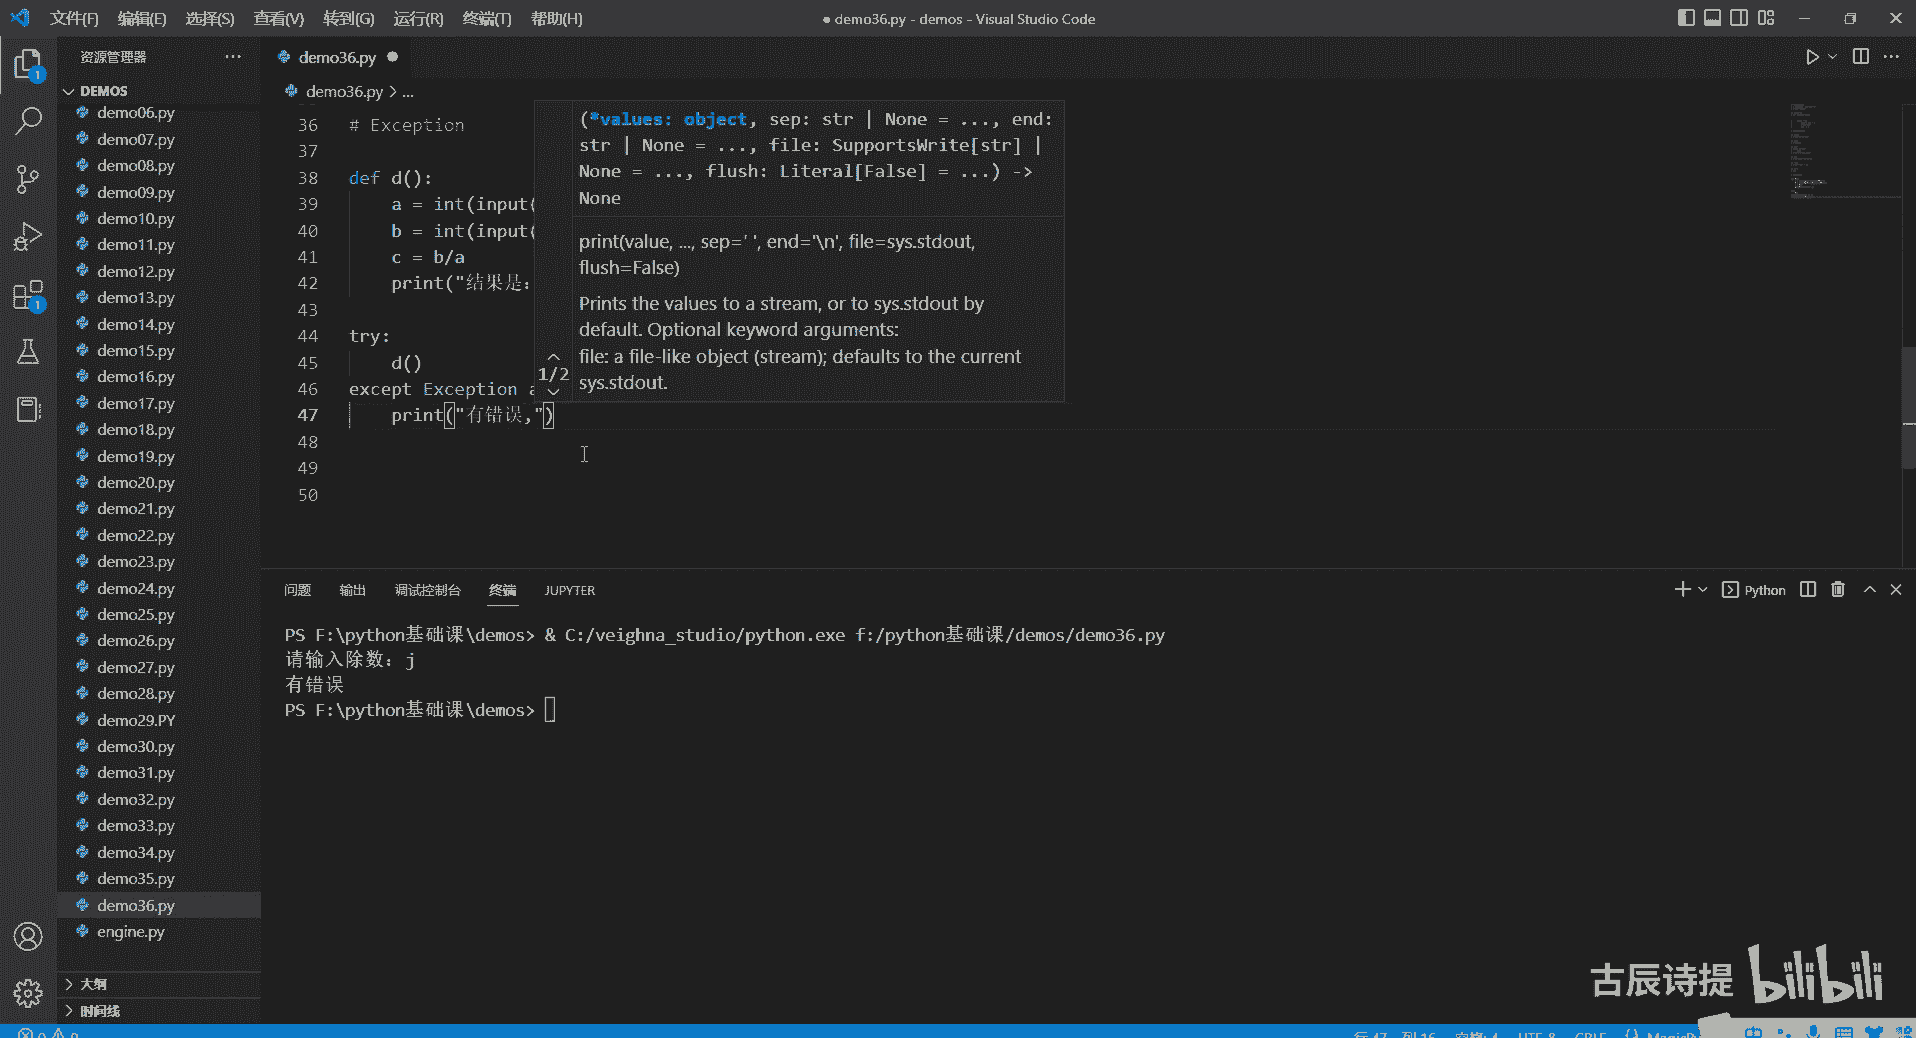 文件(F) 编辑(E) 选择(S) 查看(V) 转到(G) 运行(R) 终端(T) 帮助(H)
● demo36.py - demos - Visual Studio Code
资源管理器 ···
demo36.py ●
DEMOS
demo36.py > ...
demo06.py
demo07.py
demo08.py
demo09.py
demo10.py
demo11.py
demo12.py
demo13.py
demo14.py
demo15.py
demo16.py
demo17.py
demo18.py
demo19.py
demo20.py
demo21.py
demo22.py
demo23.py
demo24.py
demo25.py
demo26.py
demo27.py
demo28.py
demo29.PY
demo30.py
demo31.py
demo32.py
demo33.py
demo34.py
demo35.py
demo36.py
engine.py
大纲
时间线
36 # Exception
37
38 def d():
39 a = int(input(
40 b = int(input(
41 c = b/a
42 print("结果是:
43
44 try:
45 d()
46 except Exception a
47 print("有错误,")
48
49
50
(*values: object, sep: str | None = ..., end:
str | None = ..., file: SupportsWrite[str] |
None = ..., flush: Literal[False] = ...) ->
None
print(value, ..., sep=' ', end='\n', file=sys.stdout,
flush=False)
Prints the values to a stream, or to sys.stdout by
default. Optional keyword arguments:
file: a file-like object (stream); defaults to the current
sys.stdout.
1/2
问题 输出 调试控制台 终端 JUPYTER
Python
PS F:\python基础课\demos> & C:/veighna_studio/python.exe f:/python基础课/demos/demo36.py
请输入除数: j
有错误
PS F:\python基础课\demos>
古辰诗提 bilibili
行 47, 列 16 空格: 4 UTF-8 CRLF